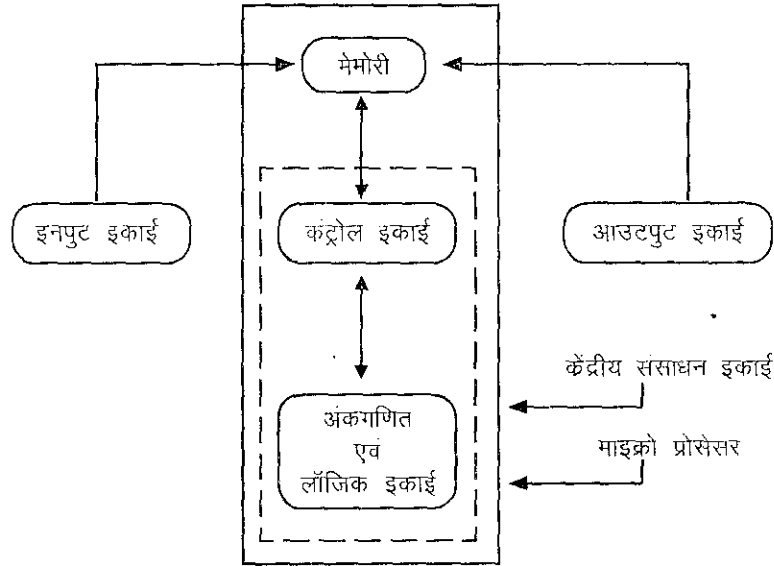 मेमोरी
इनपुट इकाई
कंट्रोल इकाई
आउटपुट इकाई
केंद्रीय संसाधन इकाई
अंकगणित
एवं
लॉजिक इकाई
माइक्रो प्रोसेसर